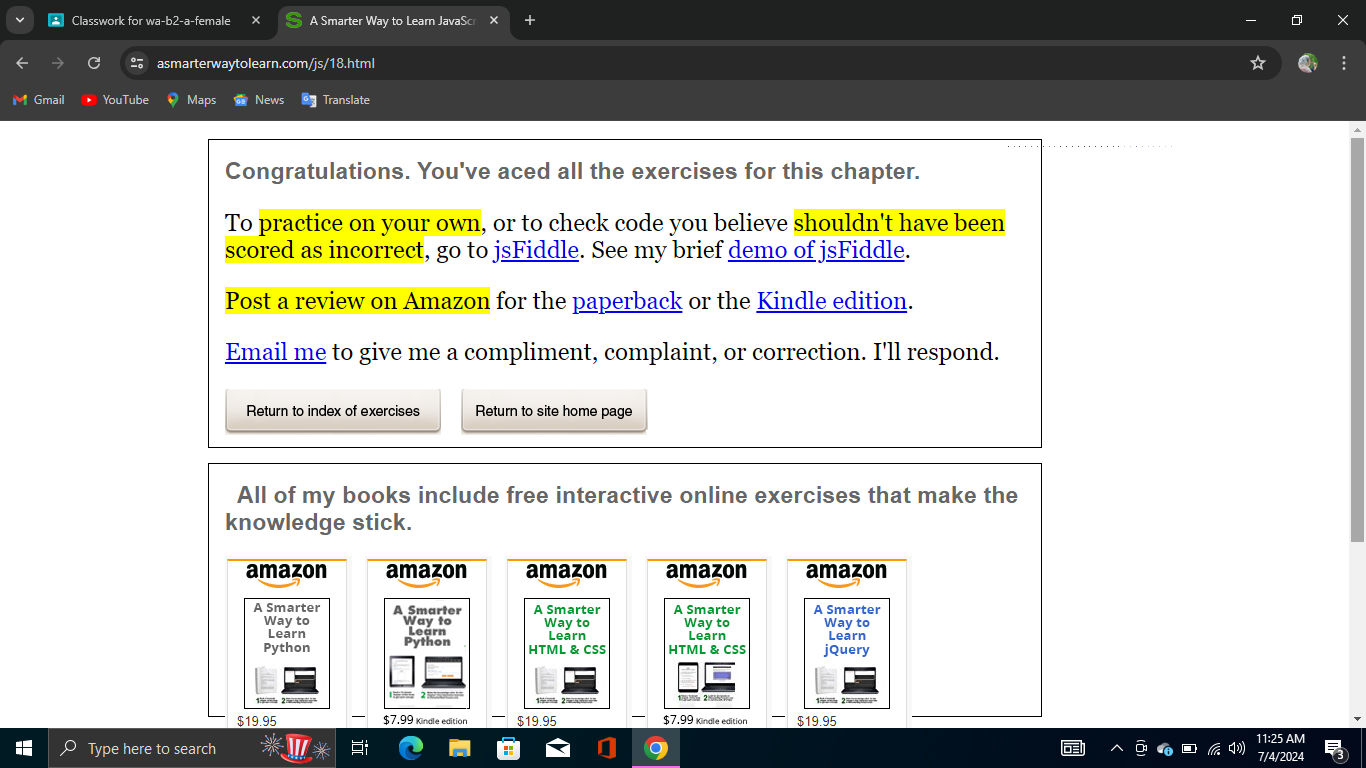 Classwork for wa-b2-a-female
A Smarter Way to Learn JavaScr
asmarterwaytolearn.com/js/18.html
Gmail YouTube Maps News Translate
Congratulations. You've aced all the exercises for this chapter.
To practice on your own, or to check code you believe shouldn't have been
scored as incorrect, go to jsFiddle. See my brief demo of jsFiddle.
Post a review on Amazon for the paperback or the Kindle edition.
Email me to give me a compliment, complaint, or correction. I'll respond.
Return to index of exercises
Return to site home page
All of my books include free interactive online exercises that make the
knowledge stick.
amazon
A Smarter
Way to
Learn
Python
$19.95
amazon
A Smarter
Way to
Learn
Python
$7.99 Kindle edition
amazon
A Smarter
Way to
Learn
HTML & CSS
$19.95
amazon
A Smarter
Way to
Learn
HTML & CSS
$7.99 Kindle edition
amazon
A Smarter
Way to
Learn
jQuery
$19.95
Type here to search
11:25 AM
7/4/2024
3